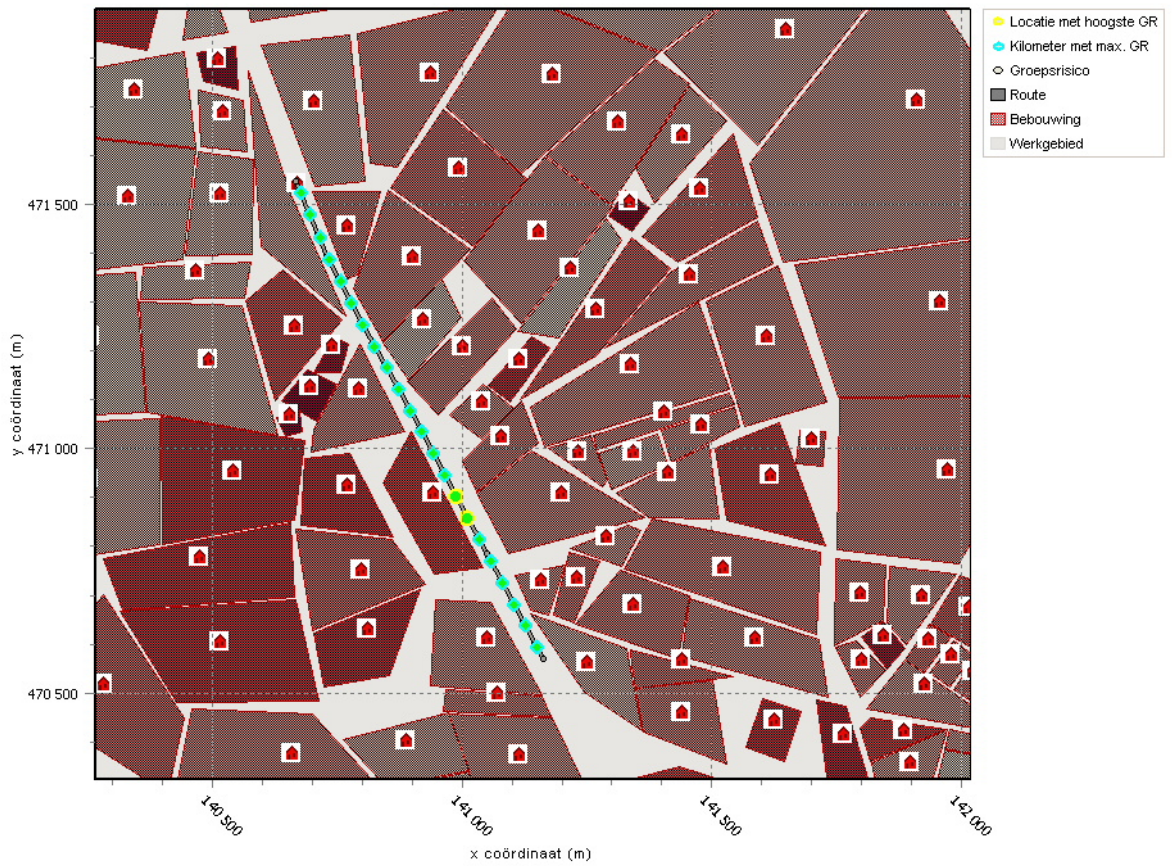 Locatie met hoogste GR
Kilometer met max. GR
Groepsrisico
Route
Bebouwing
Werkgebied
y coördinaat (m)
471 500
471 000
470 500
140 500
141 000
141 500
142 000
x coördinaat (m)